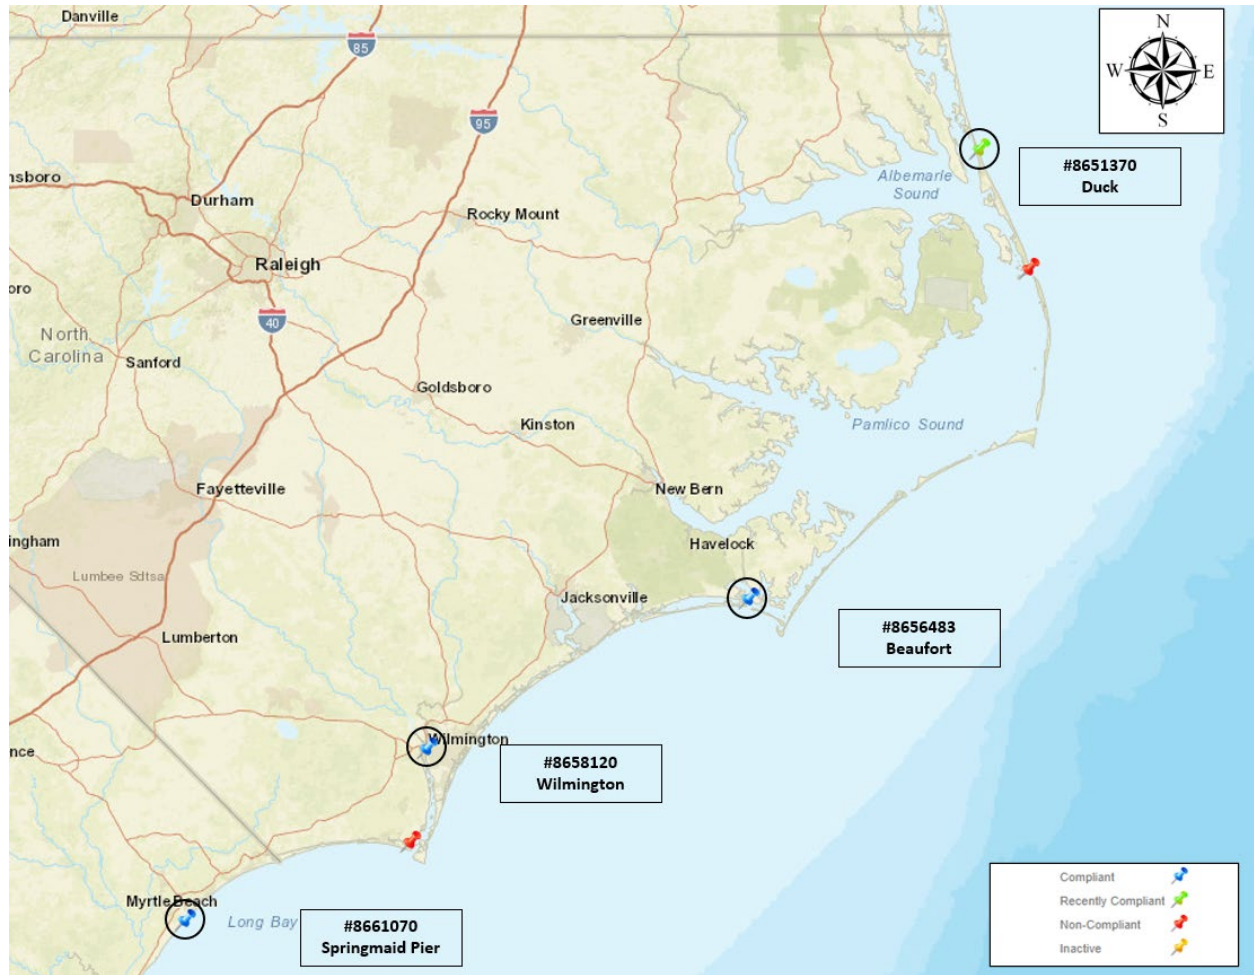 Danville
85
N
W E
S
95
#8651370
Duck
nsboro
Albemarle
Sound
Durham
Rocky Mount
Raleigh
oro
40
Greenville
North
Carolina
Sanford
Goldsboro
Kinston
Pamlico Sound
Fayetteville
New Bern
ingham
Havelock
Lumbee Sdtsa
Jacksonville
#8656483
Beaufort
Lumberton
Wilmington
nce
#8658120
Wilmington
Compliant
Recently Compliant
Non-Compliant
Inactive
Myrtle Beach
Long Bay
#8661070
Springmaid Pier